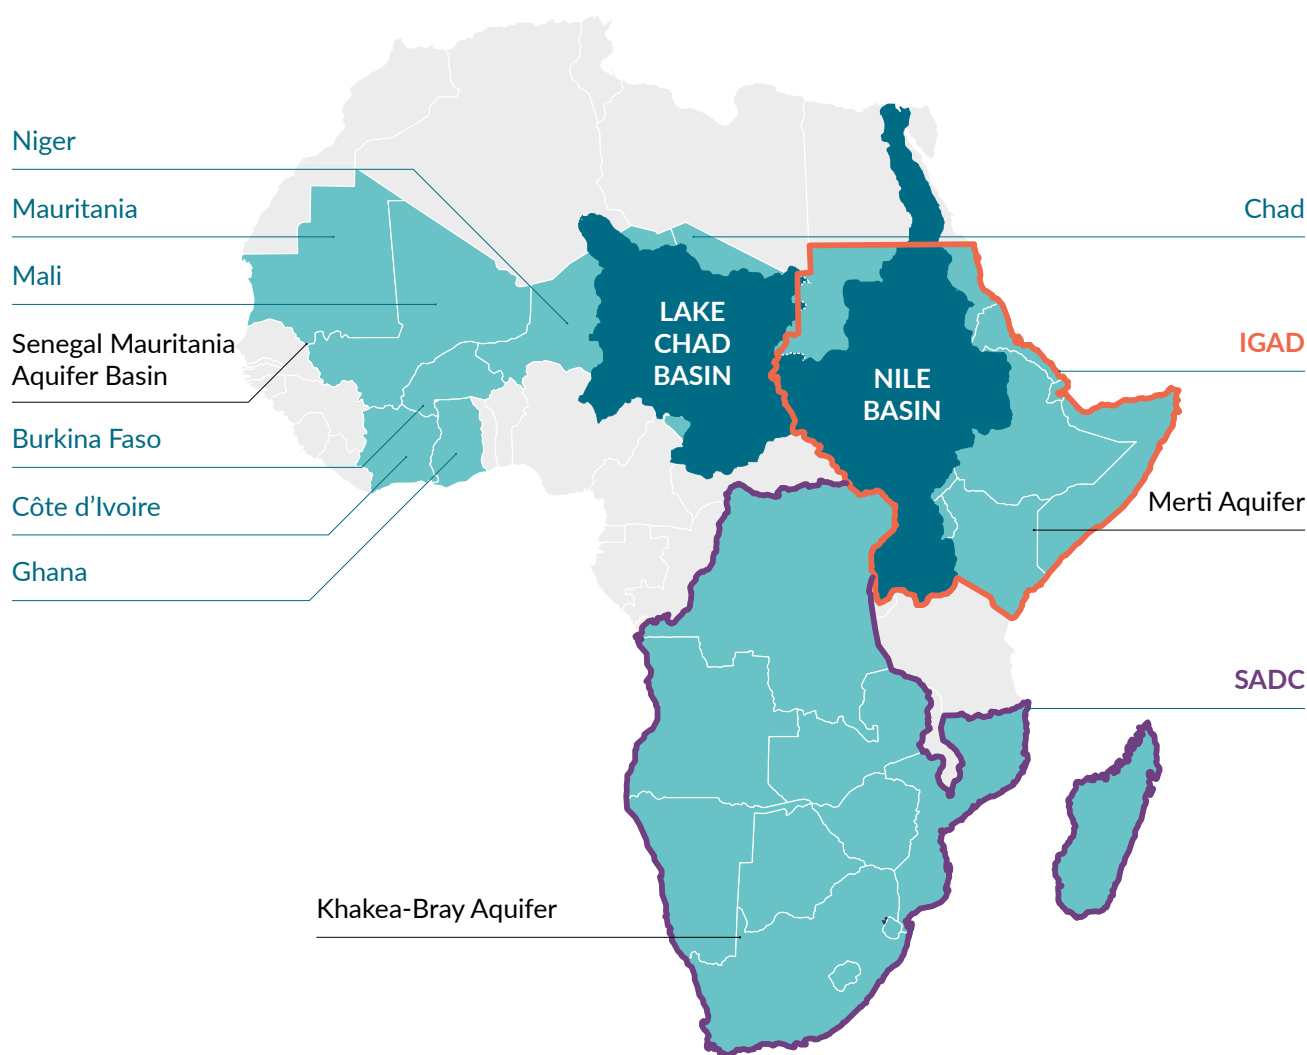 Niger
Mauritania
Mali
Senegal Mauritania
Aquifer Basin
Burkina Faso
Côte d’Ivoire
Ghana
LAKE
CHAD
BASIN
NILE
BASIN
Chad
IGAD
Merti Aquifer
SADC
Khakea-Bray Aquifer